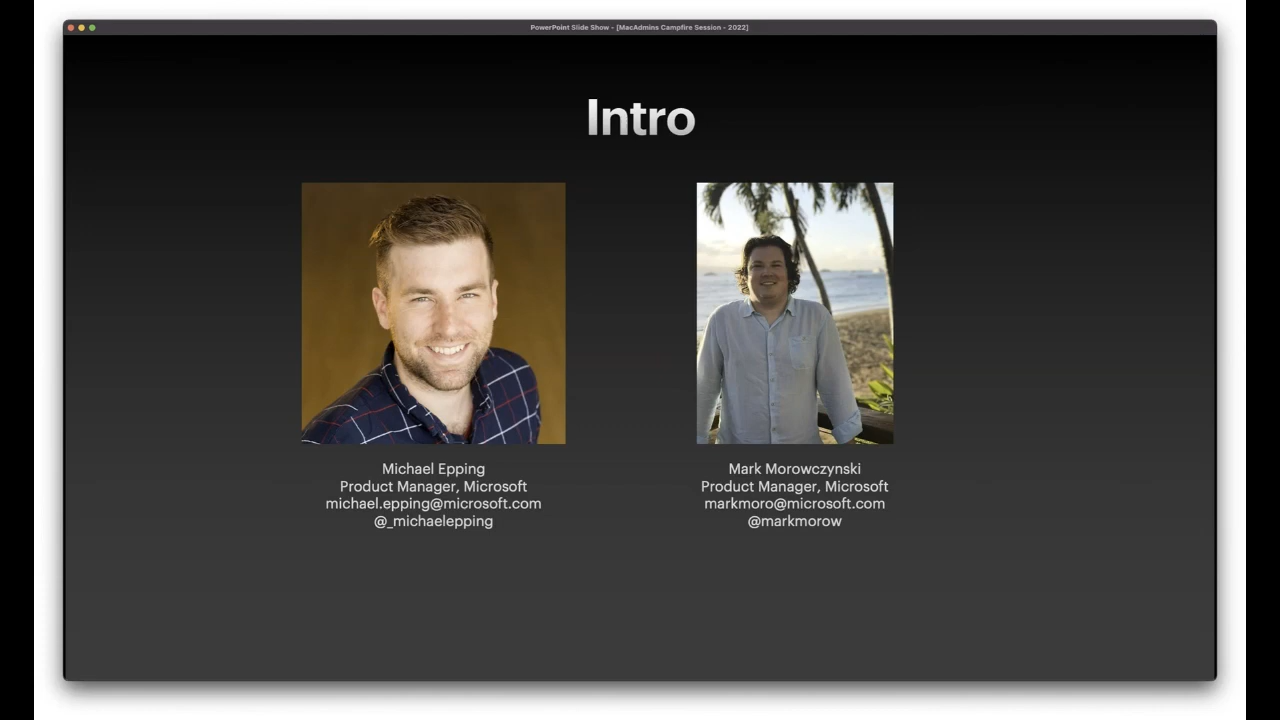 PowerPoint Slide Show - [MacAdmins Campfire Session - 2022]
Intro
Michael Epping
Product Manager, Microsoft
michael.epping@microsoft.com
@_michaelepping
Mark Morowczynski
Product Manager, Microsoft
markmoro@microsoft.com
@markmorow